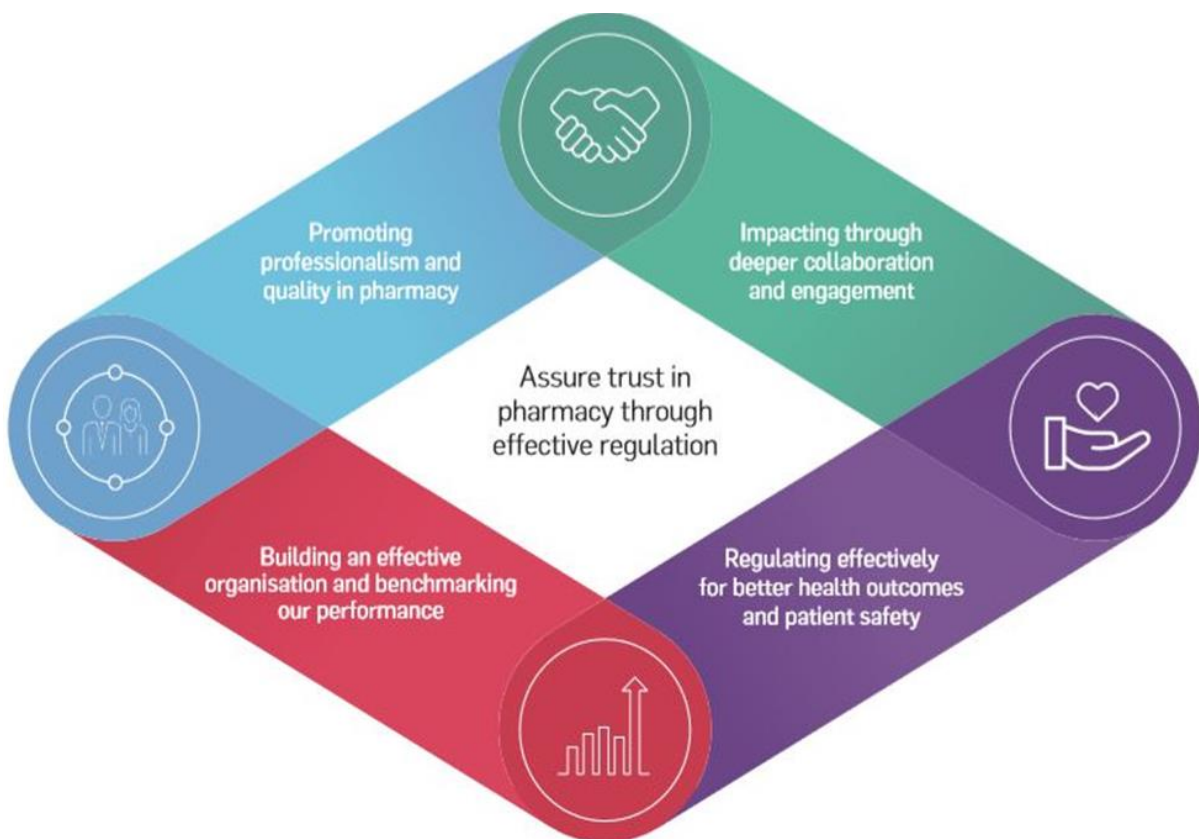 Promoting
professionalism and
quality in pharmacy
Impacting through
deeper collaboration
and engagement
Assure trust in
pharmacy through
effective regulation
Building an effective
organisation and benchmarking
our performance
Regulating effectively
for better health outcomes
and patient safety